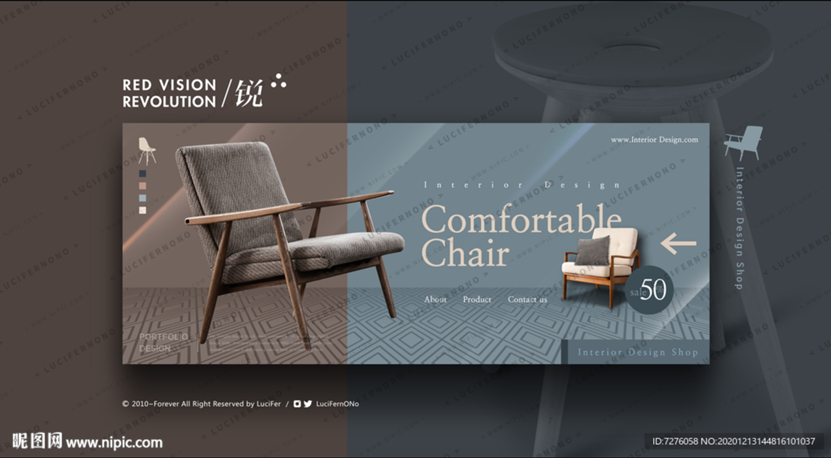 RED VISION
REVOLUTION / 锐
www.Interior Design.com
Interior Design
Comfortable
Chair
sale 50
About Product Contact us
PORTFOLIO
DESIGN
Interior Design Shop
Interior Design Shop
© 2010~Forever All Right Reserved by LuciFer / LuciFernONo
昵图网 www.nipic.com
ID:7276058 NO:20201213144816101037
< LUCIFERNONO >